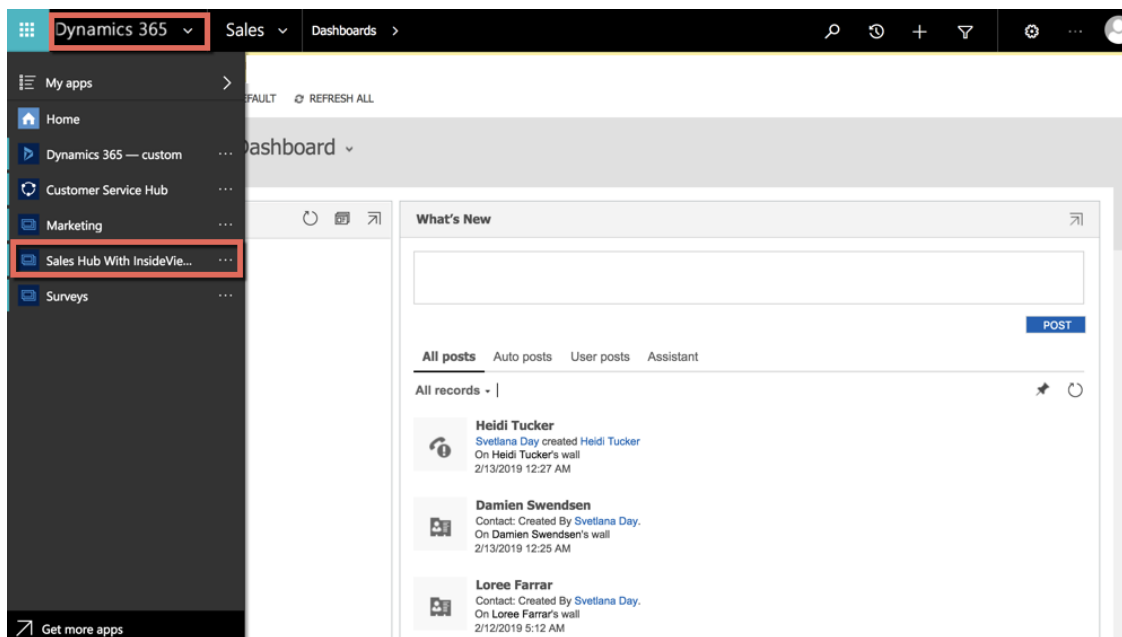 Dynamics 365
Sales
Dashboards
My apps
Home
Dynamics 365 — custom
Customer Service Hub
Marketing
Sales Hub With InsideVie...
Surveys
Get more apps
FAULT
REFRESH ALL
ashboard
What's New
POST
All posts Auto posts User posts Assistant
All records
Heidi Tucker
Svetlana Day created Heidi Tucker
On Heidi Tucker's wall
2/13/2019 12:27 AM
Damien Swendsen
Contact: Created By Svetlana Day.
On Damien Swendsen's wall
2/13/2019 12:25 AM
Loree Farrar
Contact: Created By Svetlana Day.
On Loree Farrar's wall
2/12/2019 5:12 AM